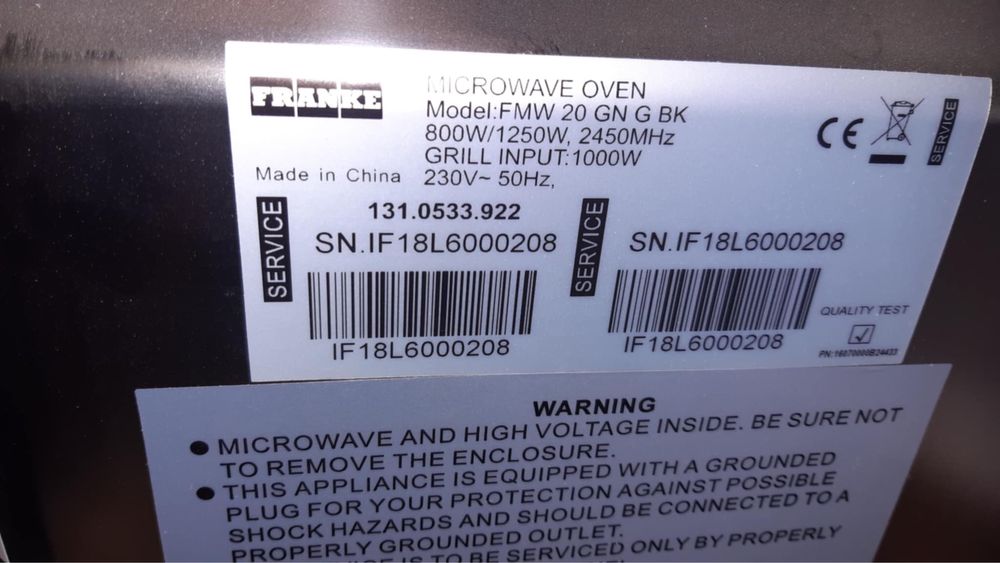 FRANKE
MICROWAVE OVEN
Model:FMW 20 GN G BK
800W/1250W, 2450MHz
GRILL INPUT:1000W
Made in China 230V~ 50Hz,
CE
SERVICE
131.0533.922
SERVICE
SN.IF18L6000208
IF18L6000208
SERVICE
SN.IF18L6000208
IF18L6000208
QUALITY TEST
WARNING
● MICROWAVE AND HIGH VOLTAGE INSIDE. BE SURE NOT
TO REMOVE THE ENCLOSURE.
● THIS APPLIANCE IS EQUIPPED WITH A GROUNDED
PLUG FOR YOUR PROTECTION AGAINST POSSIBLE
SHOCK HAZARDS AND SHOULD BE CONNECTED TO A
PROPERLY GROUNDED OUTLET.
IS TO BE SERVICED ONLY BY PROPERLY